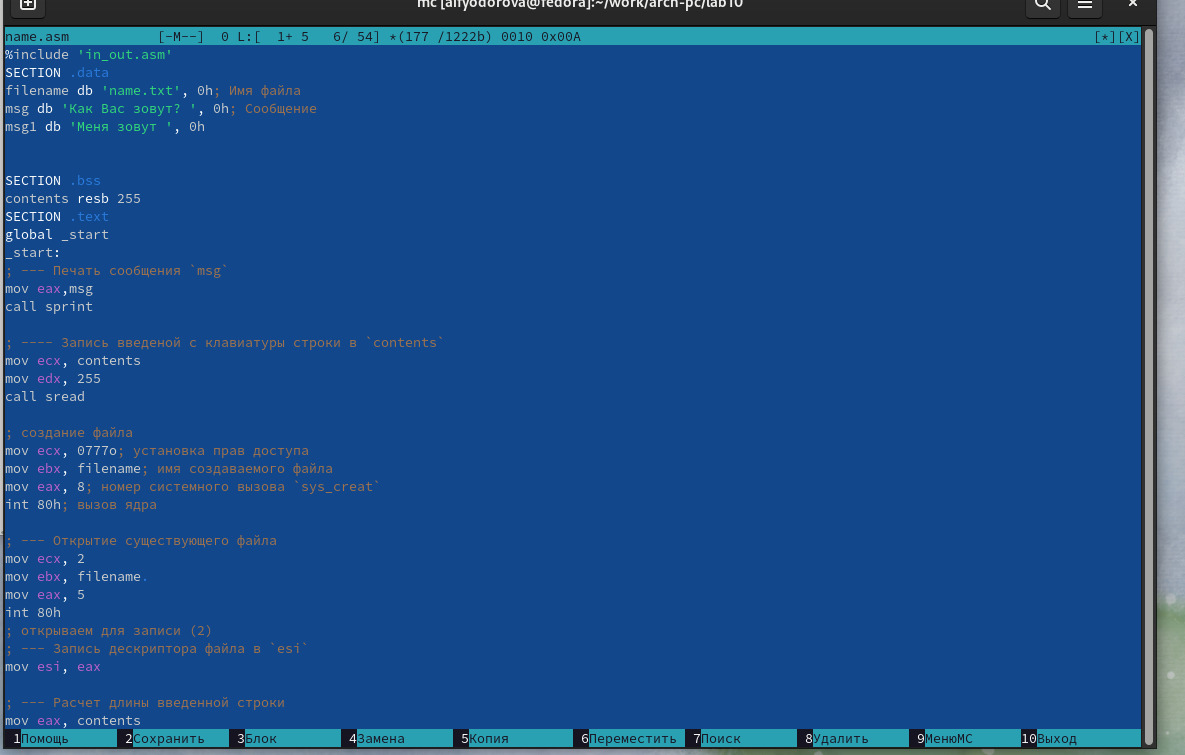 mc [alfyodorova@fedora]:~/work/arch-pc/lab10
name.asm [-M--] 0 L:[ 1+ 5 6/ 54] *(177 /1222b) 0010 0x00A [*][X]
%include 'in_out.asm'
SECTION .data
filename db 'name.txt', 0h; Имя файла
msg db 'Как Вас зовут? ', 0h; Сообщение
msg1 db 'Меня зовут ', 0h
SECTION .bss
contents resb 255
SECTION .text
global _start
_start:
; --- Печать сообщения `msg`
mov eax,msg
call sprint
; ---- Запись введеной с клавиатуры строки в `contents`
mov ecx, contents
mov edx, 255
call sread
; создание файла
mov ecx, 0777o; установка прав доступа
mov ebx, filename; имя создаваемого файла
mov eax, 8; номер системного вызова `sys_creat`
int 80h; вызов ядра
; --- Открытие существующего файла
mov ecx, 2
mov ebx, filename.
mov eax, 5
int 80h
; открываем для записи (2)
; --- Запись дескриптора файла в `esi`
mov esi, eax
; --- Расчет длины введенной строки
mov eax, contents
1Помощь 2Сохранить 3Блок 4Замена 5Копия 6Переместить 7Поиск 8Удалить 9МенюМС 10Выход